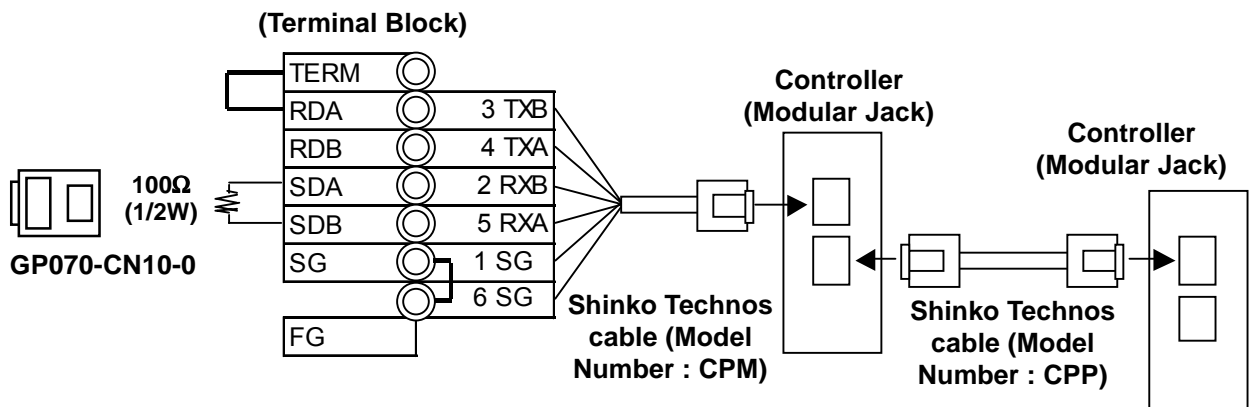 (Terminal Block)
TERM
RDA
3 TXB
RDB
4 TXA
SDA
2 RXB
SDB
5 RXA
SG
1 SG
6 SG
FG
100Ω
(1/2W)
GP070-CN10-0
Controller
(Modular Jack)
Shinko Technos
cable (Model
Number : CPM)
Controller
(Modular Jack)
Shinko Technos
cable (Model
Number : CPP)